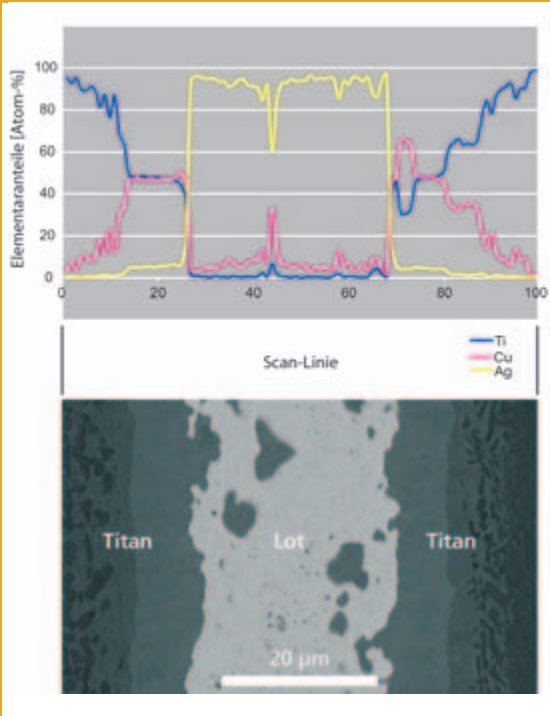 Elementaranteile [Atom-%]
100
80
60
40
20
0
0 20 40 60 80 100
Scan-Linie
Ti
Cu
Ag
Titan Lot Titan
20 µm